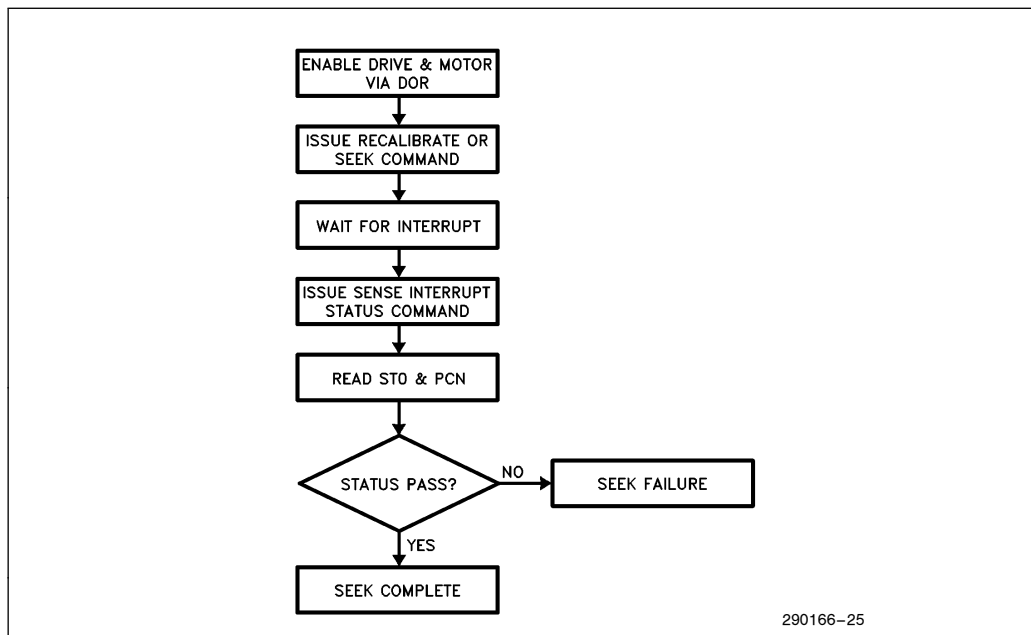 ENABLE DRIVE & MOTOR
VIA DOR
ISSUE RECALIBRATE OR
SEEK COMMAND
WAIT FOR INTERRUPT
ISSUE SENSE INTERRUPT
STATUS COMMAND
READ ST0 & PCN
STATUS PASS?
NO
SEEK FAILURE
YES
SEEK COMPLETE
290166–25